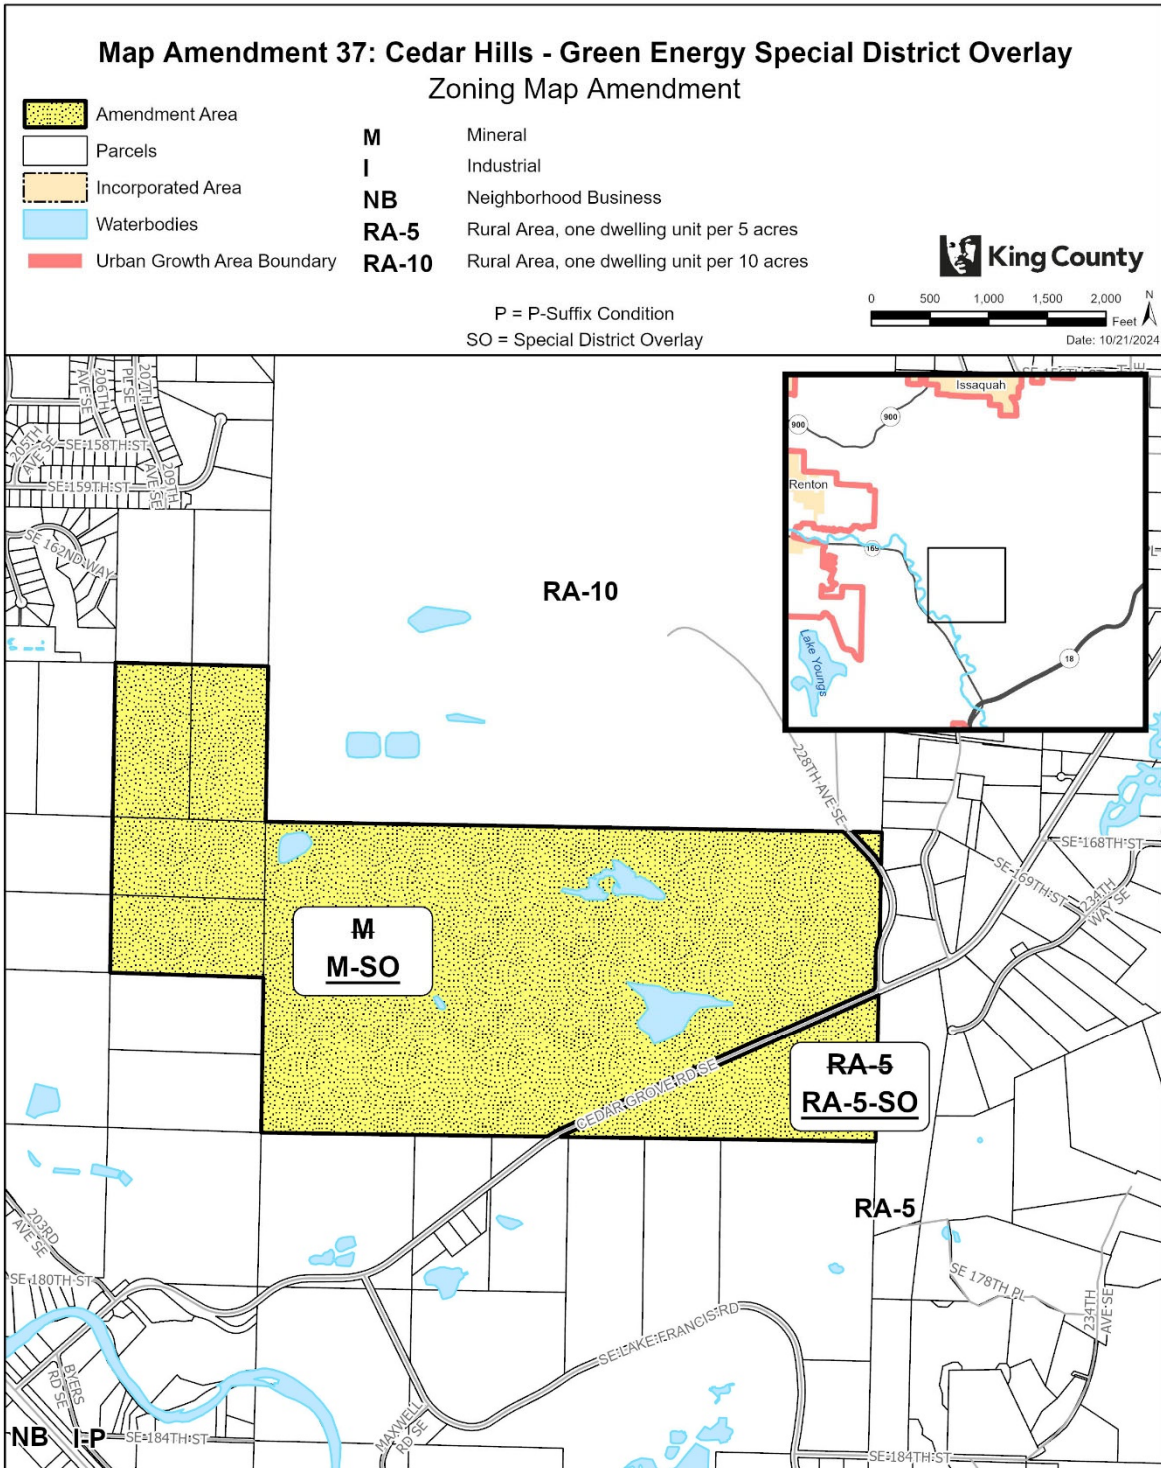 Map Amendment 37: Cedar Hills - Green Energy Special District Overlay
Zoning Map Amendment
Amendment Area
Parcels
Incorporated Area
Waterbodies
Urban Growth Area Boundary
M Mineral
I Industrial
NB Neighborhood Business
RA-5 Rural Area, one dwelling unit per 5 acres
RA-10 Rural Area, one dwelling unit per 10 acres
P = P-Suffix Condition
SO = Special District Overlay
King County
0 500 1,000 1,500 2,000
Feet
N
Date: 10/21/2024
206TH
AVE SE
207TH
PL SE
205TH
AVE SE
SE 158TH ST
SE 159TH ST
209TH
AVE SE
SE 162ND WAY
RA-10
Issaquah
900
900
Renton
169
Lake Youngs
18
228TH AVE SE
SE 168TH ST
SE 169TH ST
234TH
WAY SE
M
M-SO
CEDAR GROVE RD SE
RA-5
RA-5-SO
RA-5
203RD
AVE SE
SE 180TH ST
SE 178TH PL
234TH
AVE SE
SE LAKE FRANCIS RD
BYERS
RD SE
MAXWELL
RD SE
NB
I-P
SE 184TH ST
SE 184TH ST